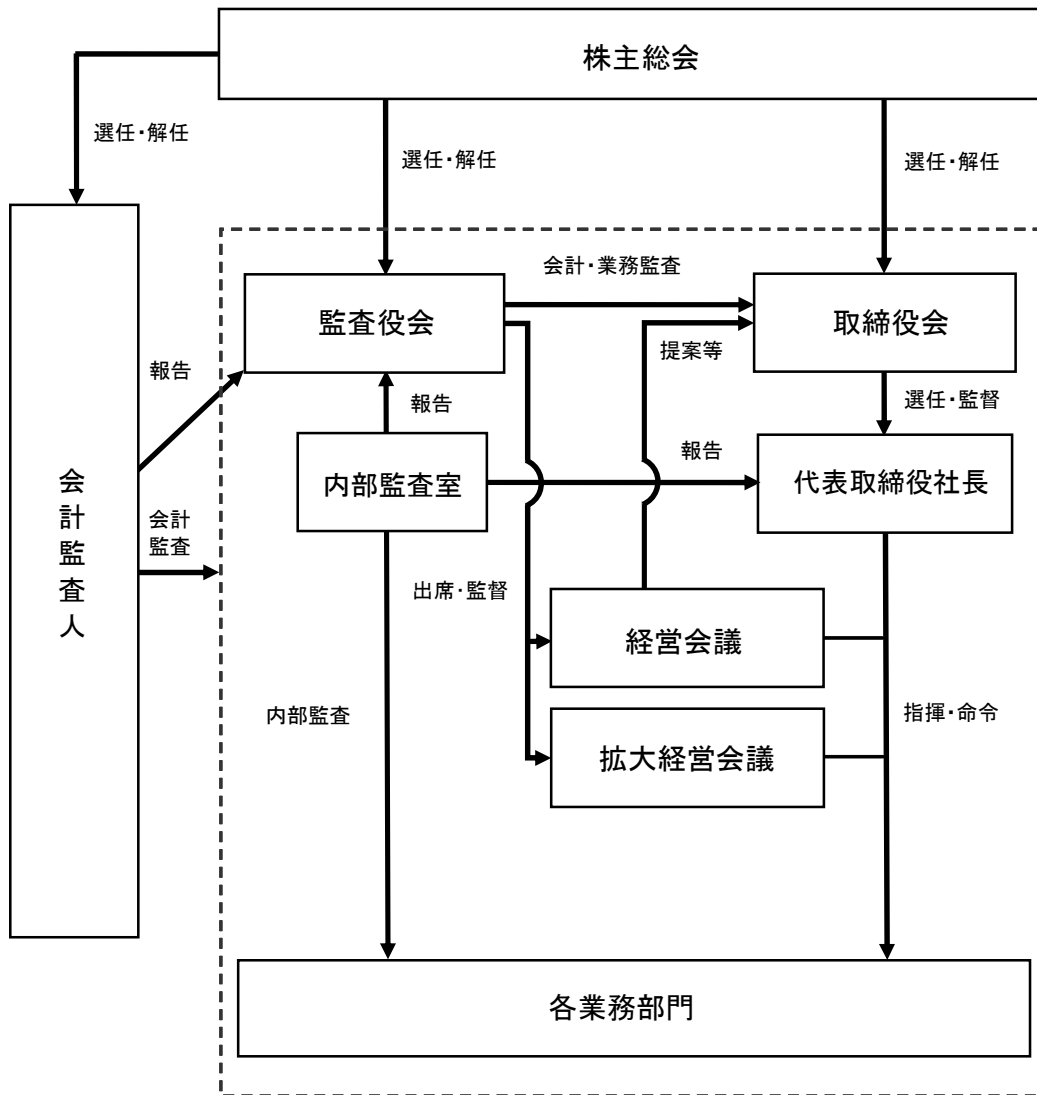 株主総会
選任・解任
選任・解任
選任・解任
会計・業務監査
監査役会
取締役会
提案等
報告
報告
選任・監督
内部監査室
報告
代表取締役社長
会計監査人
会計
監査
出席・監督
経営会議
内部監査
指揮・命令
拡大経営会議
各業務部門